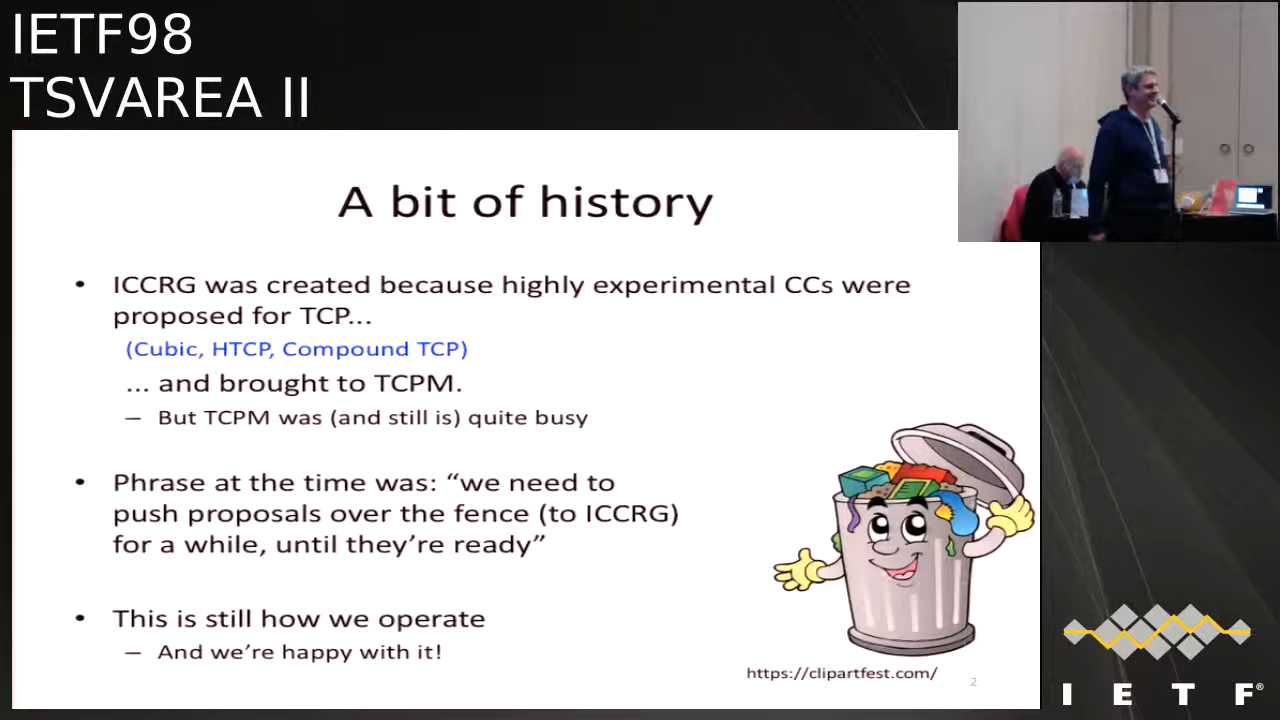 IETF98
TSVAREA II
A bit of history
• ICCRG was created because highly experimental CCs were
proposed for TCP...
(Cubic, HTCP, Compound TCP)
... and brought to TCPM.
– But TCPM was (and still is) quite busy
• Phrase at the time was: “we need to
push proposals over the fence (to ICCRG)
for a while, until they’re ready”
• This is still how we operate
– And we’re happy with it!
https://clipartfest.com/
2
I E T F®